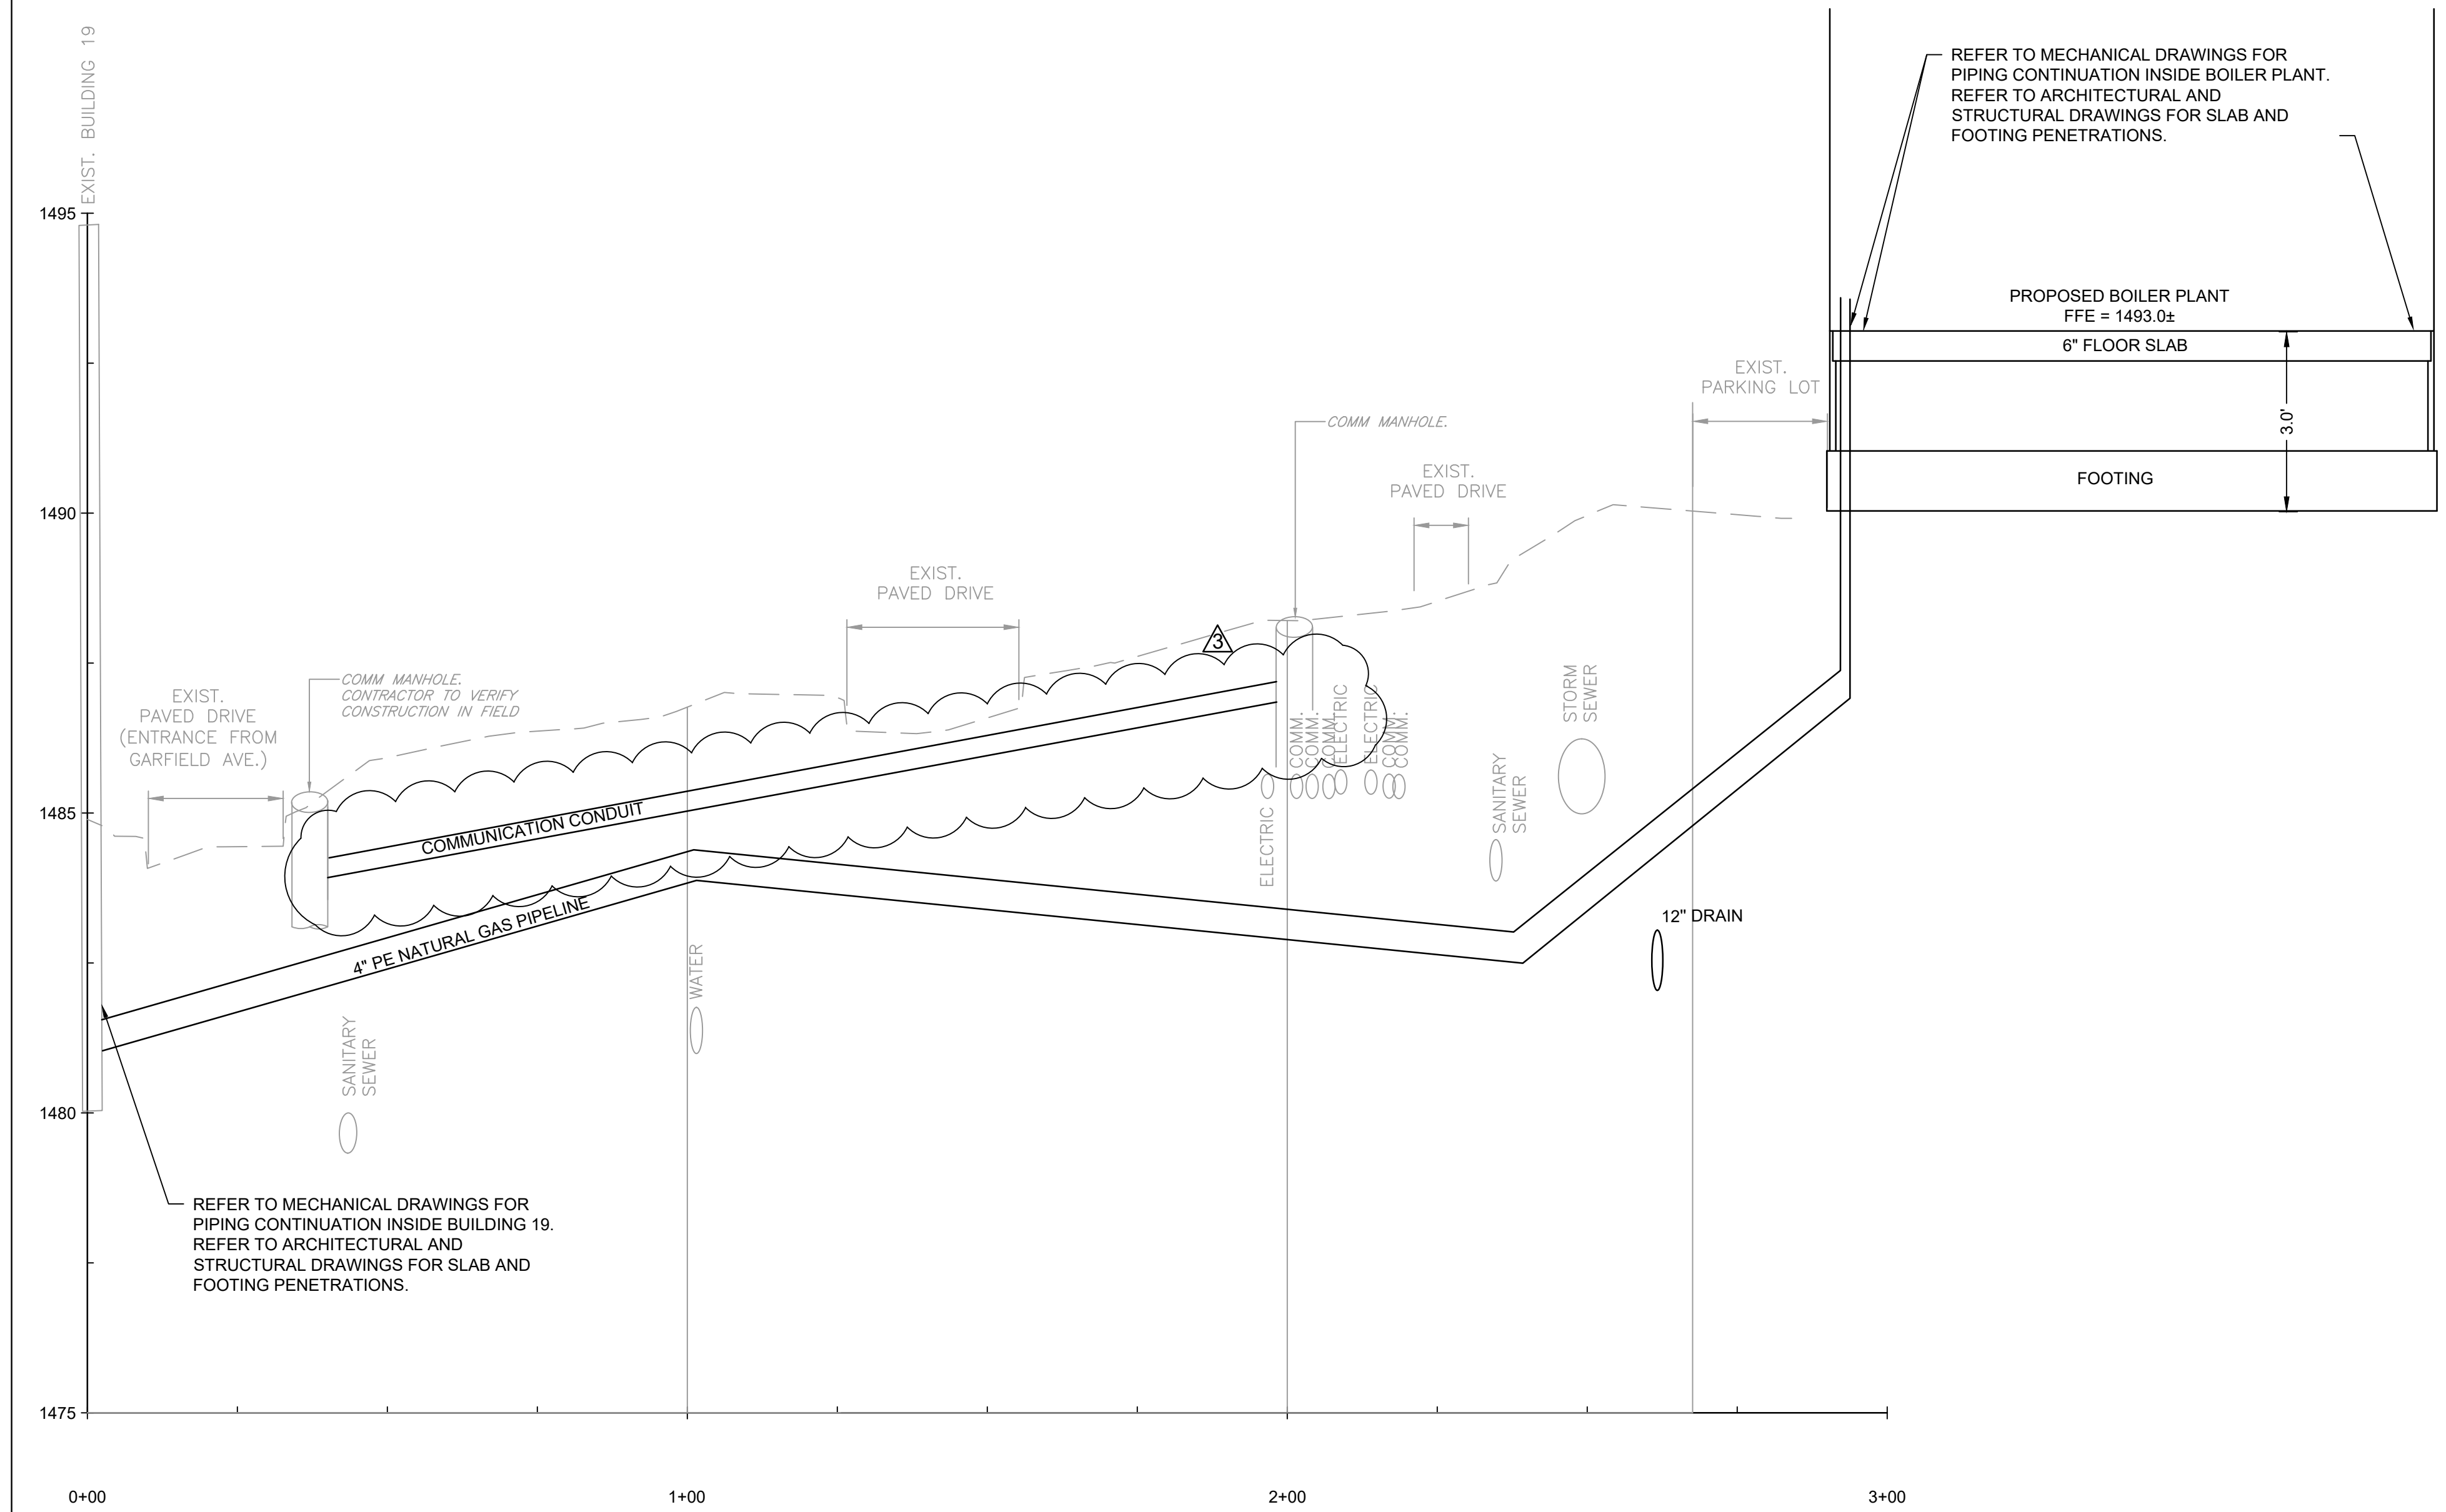 EXIST. BUILDING 19
REFER TO MECHANICAL DRAWINGS FOR
PIPING CONTINUATION INSIDE BOILER PLANT.
REFER TO ARCHITECTURAL AND
STRUCTURAL DRAWINGS FOR SLAB AND
FOOTING PENETRATIONS.
1495
PROPOSED BOILER PLANT
FFE = 1493.0±
6" FLOOR SLAB
3.0'
FOOTING
EXIST.
PARKING LOT
COMM MANHOLE.
EXIST.
PAVED DRIVE
1490
EXIST.
PAVED DRIVE
3
COMM MANHOLE.
CONTRACTOR TO VERIFY
CONSTRUCTION IN FIELD
EXIST.
PAVED DRIVE
(ENTRANCE FROM
GARFIELD AVE.)
STORM
SEWER
ELECTRIC
ELECTRIC
COMM.
COMM.
COMM.
COMM.
COMM.
ELECTRIC
SANITARY
SEWER
1485
COMMUNICATION CONDUIT
4" PE NATURAL GAS PIPELINE
12" DRAIN
WATER
SANITARY
SEWER
1480
REFER TO MECHANICAL DRAWINGS FOR
PIPING CONTINUATION INSIDE BUILDING 19.
REFER TO ARCHITECTURAL AND
STRUCTURAL DRAWINGS FOR SLAB AND
FOOTING PENETRATIONS.
1475
0+00
1+00
2+00
3+00